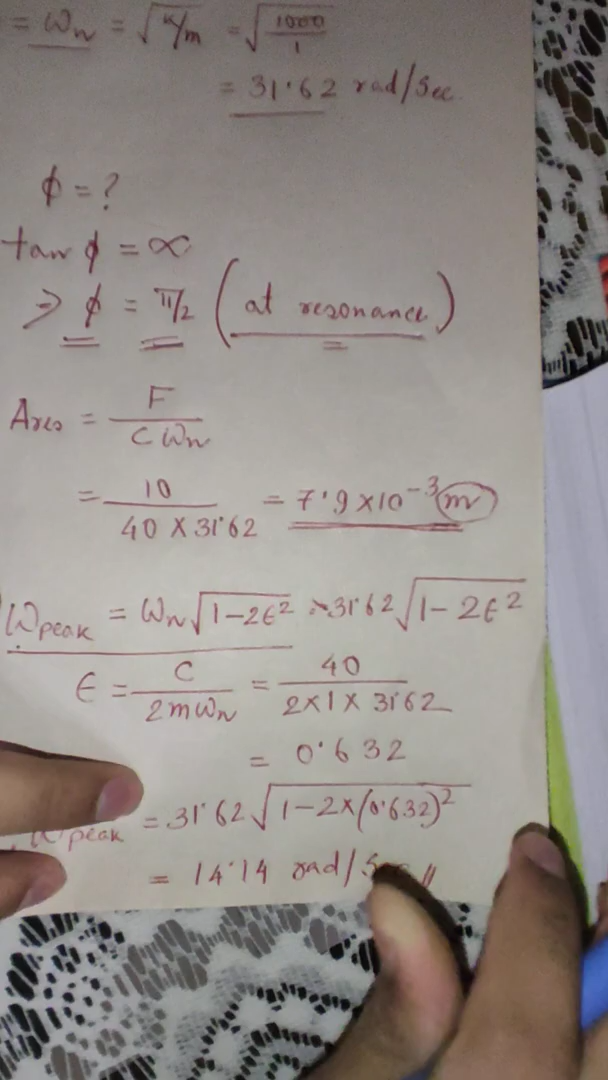 = ωn = √k/m = √1000/1
= 31.62 rad/sec.
ϕ = ?
tan ϕ = ∞
⇒ ϕ = π/2 (at resonance)
Ares = F / C ωn
= 10 / 40 × 31.62 = 7.9 × 10⁻³ m
ωpeak = ωn √1-2ϵ² = 31.62 √1-2ϵ²
ϵ = C / 2mωn = 40 / 2×1×31.62
= 0.632
ωpeak = 31.62 √1-2×(0.632)²
= 14.14 rad/